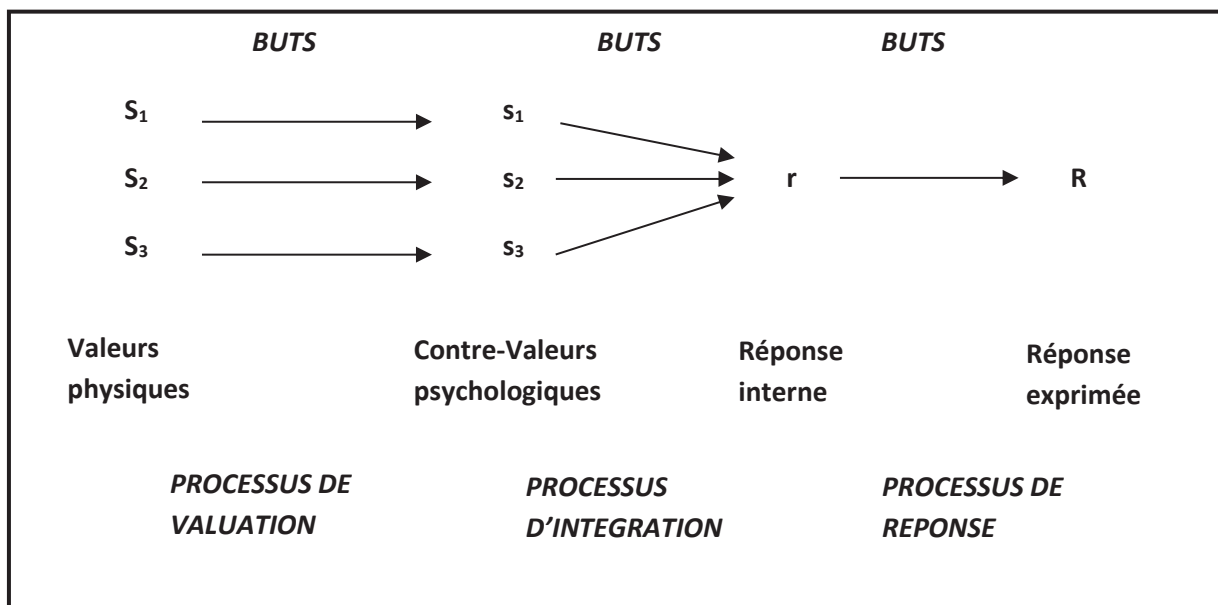 BUTS BUTS BUTS
S₁ s₁
S₂ s₂ r R
S₃ s₃
Valeurs physiques
Contre-Valeurs psychologiques
Réponse interne
Réponse exprimée
PROCESSUS DE VALUATION
PROCESSUS D'INTEGRATION
PROCESSUS DE REPONSE